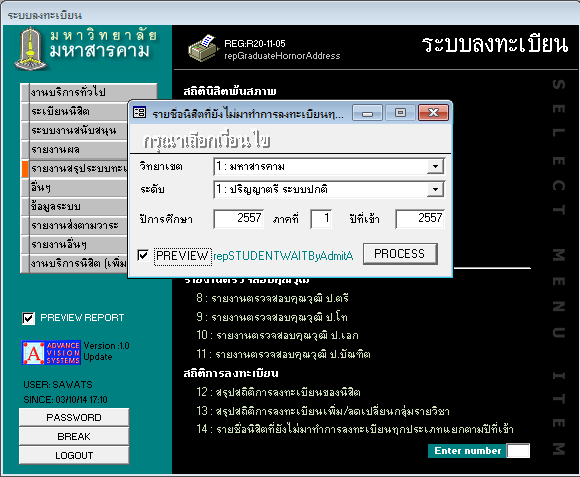 ระบบลงทะเบียน
มหาวิทยาลัย
มหาสารคาม
REG:R20-11-05
repGraduateHornorAddress
ระบบลงทะเบียน
สถิตินิสิตพ้นสภาพ
งานบริการทั่วไป
ระเบียนนิสิต
ระบบงานสนับสนุน
รายงานผล
รายงานสรุประบบทะเ
อื่นๆ
ข้อมูลระบบ
รายงานส่งตามวาระ
รายงานอื่นๆ
งานบริการนิสิต (เพิ่ม
รายชื่อนิสิตที่ยังไม่มาทำการลงทะเบียนทุ...
กรุณาเลือกเงื่อนไข
วิทยาเขต 1 : มหาสารคาม
ระดับ 1 : ปริญญาตรี ระบบปกติ
ปีการศึกษา 2557 ภาคที่ 1 ปีที่เข้า 2557
PREVIEW repSTUDENTWAITByAdmitA PROCESS
รายงานตรวจสอบคุณวุฒิ
8 : รายงานตรวจสอบคุณวุฒิ ป.ตรี
9 : รายงานตรวจสอบคุณวุฒิ ป.โท
10 : รายงานตรวจสอบคุณวุฒิ ป.เอก
11 : รายงานตรวจสอบคุณวุฒิ ป.บัณฑิต
สถิติการลงทะเบียน
12 : สรุปสถิติการลงทะเบียนของนิสิต
13 : สรุปสถิติการลงทะเบียนเพิ่ม/ลดเปลี่ยนกลุ่มรายวิชา
14 : รายชื่อนิสิตที่ยังไม่มาทำการลงทะเบียนทุกประเภทแยกตามปีที่เข้า
Enter number
PREVIEW REPORT
A ADVANCE VISION SYSTEMS
Version :1.0
Update
USER: SAWATS
SINCE: 03/10/14 17:10
PASSWORD
BREAK
LOGOUT
SELECT MENU ITEM